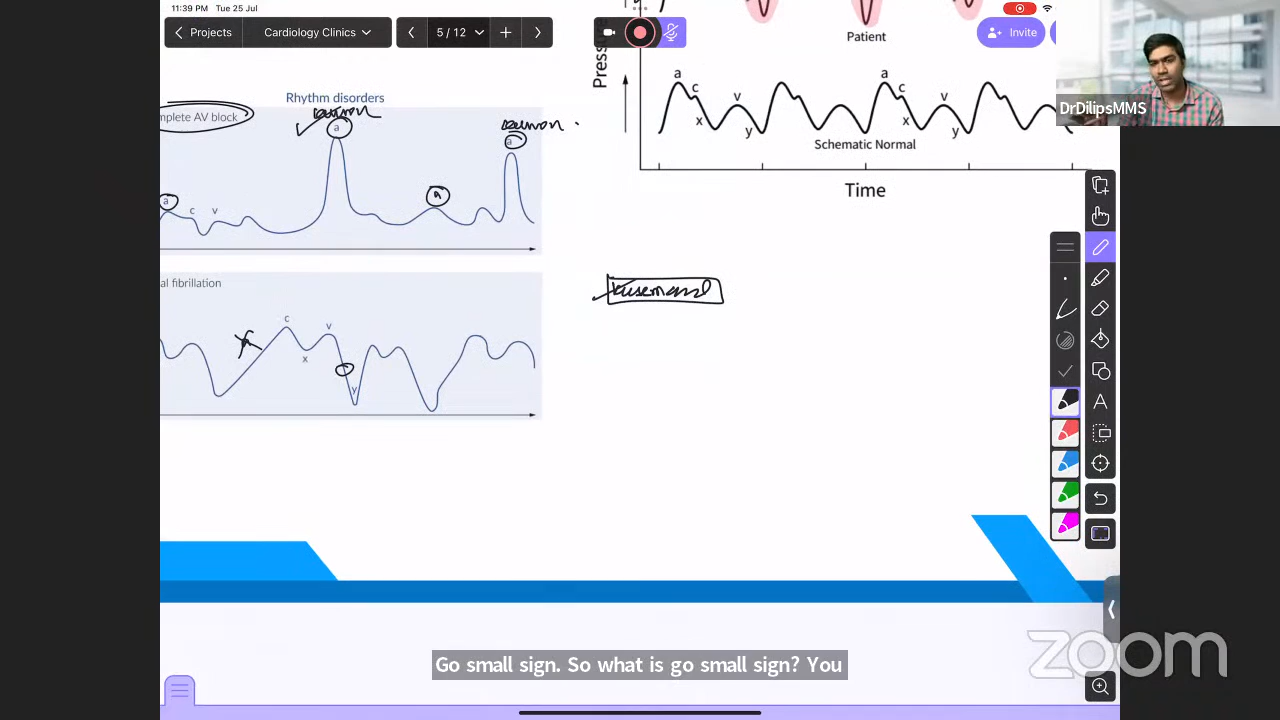 11:39 PM Tue 25 Jul
Projects
Cardiology Clinics
5 / 12
Invite
DrDilipsMMS
Pressu
Patient
a
c
x
v
y
a
c
x
v
y
Schematic Normal
Time
Rhythm disorders
mplete AV block
a
a
a
c
v
A
al fibrillation
c
v
x
y
A
Go small sign. So what is go small sign? You
zoom